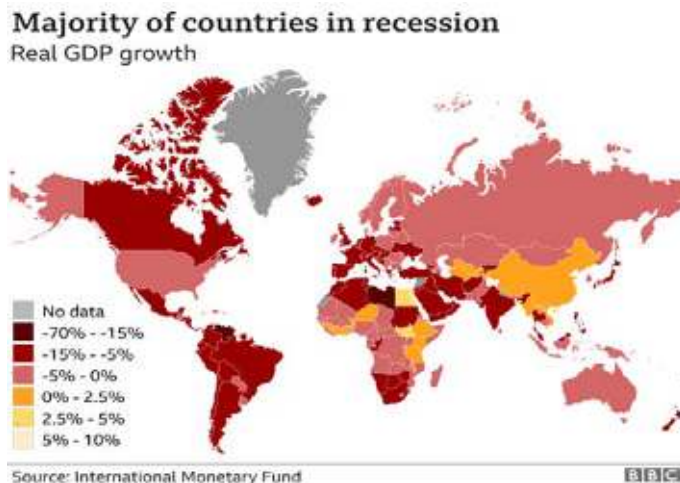 Majority of countries in recession
Real GDP growth
No data
-70% - -15%
-15% - -5%
-5% - 0%
0% - 2.5%
2.5% - 5%
5% - 10%
Source: International Monetary Fund
BBC